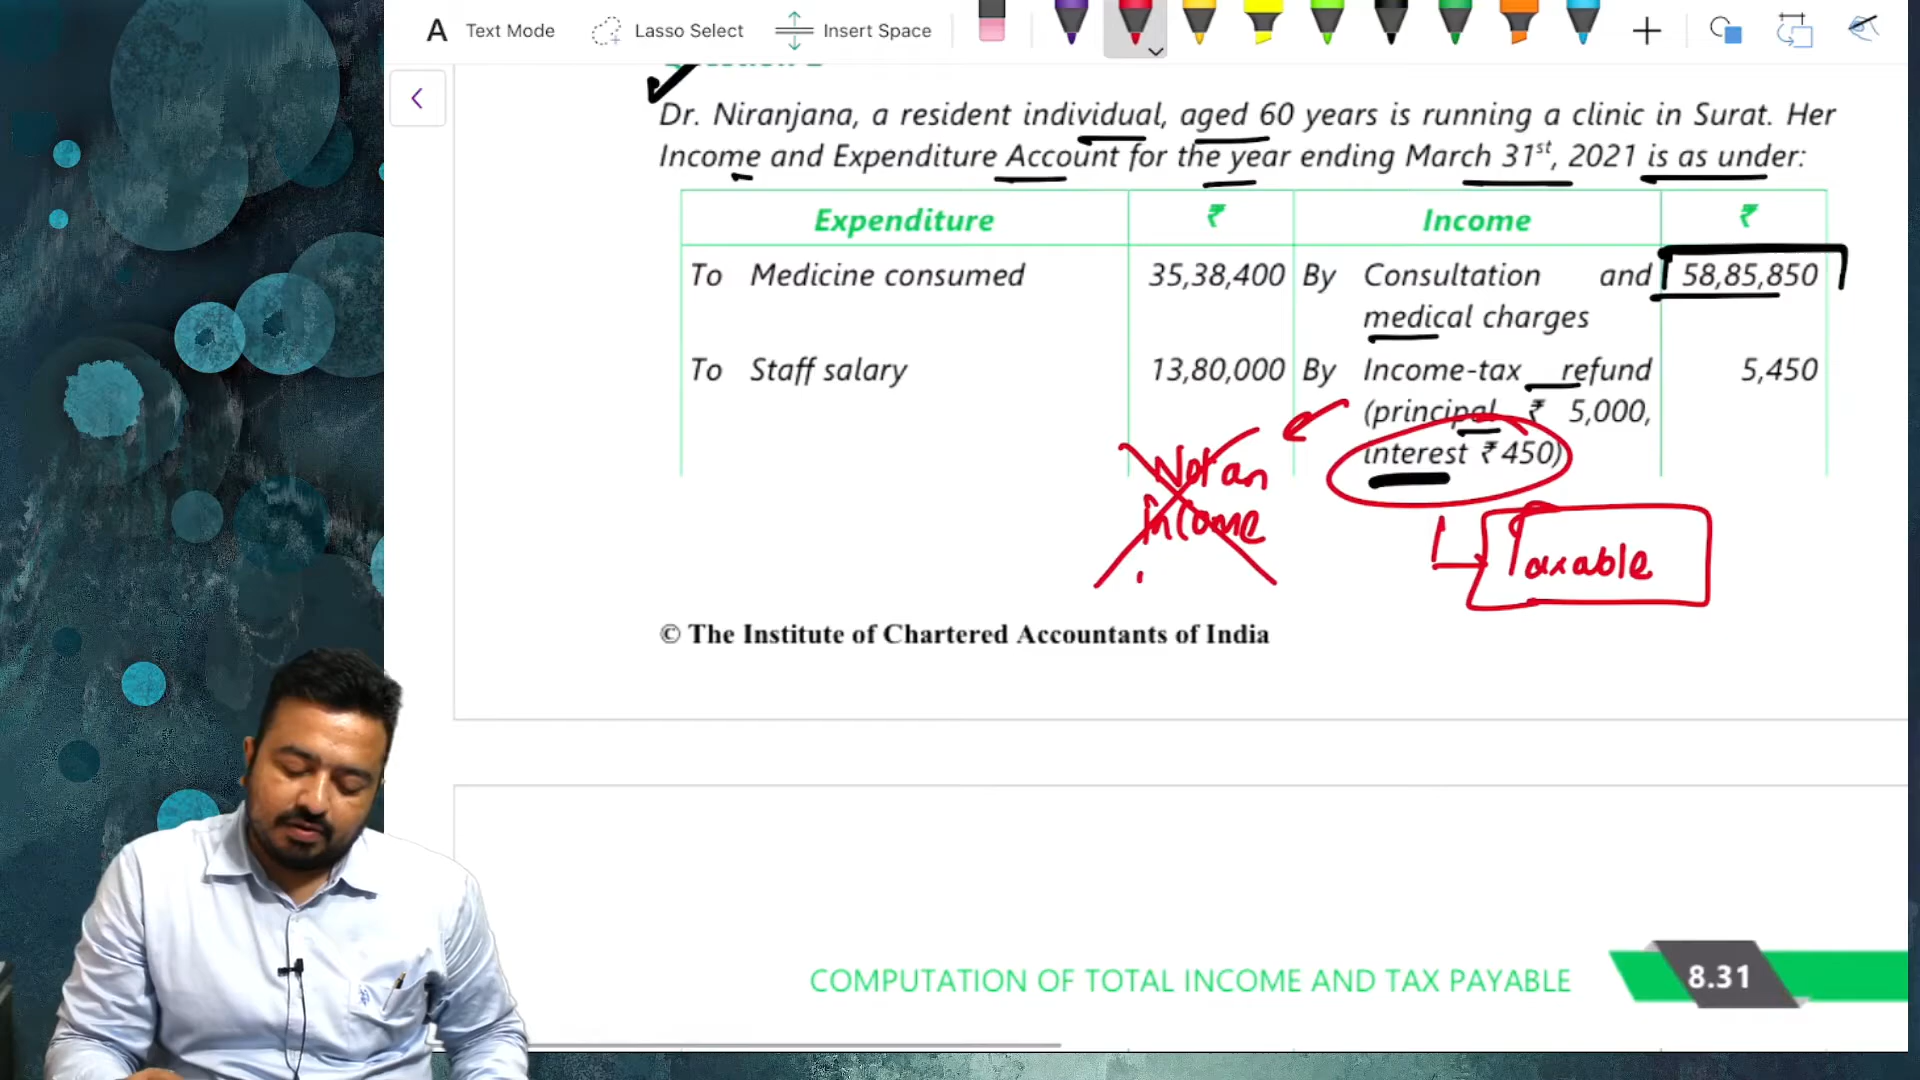 A Text Mode Lasso Select Insert Space
Dr. Niranjana, a resident individual, aged 60 years is running a clinic in Surat. Her
Income and Expenditure Account for the year ending March 31st, 2021 is as under:
Expenditure ₹ Income ₹
To Medicine consumed 35,38,400 By Consultation and 58,85,850
medical charges
To Staff salary 13,80,000 By Income-tax refund 5,450
(principal ₹ 5,000,
interest ₹ 450)
Not an
income
Taxable
© The Institute of Chartered Accountants of India
COMPUTATION OF TOTAL INCOME AND TAX PAYABLE 8.31